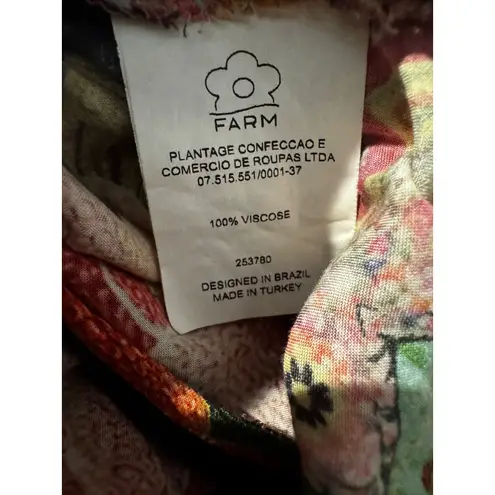 FARM
PLANTAGE CONFECCAO E
COMERCIO DE ROUPAS LTDA
07.515.551/0001-37
100% VISCOSE
253780
DESIGNED IN BRAZIL
MADE IN TURKEY